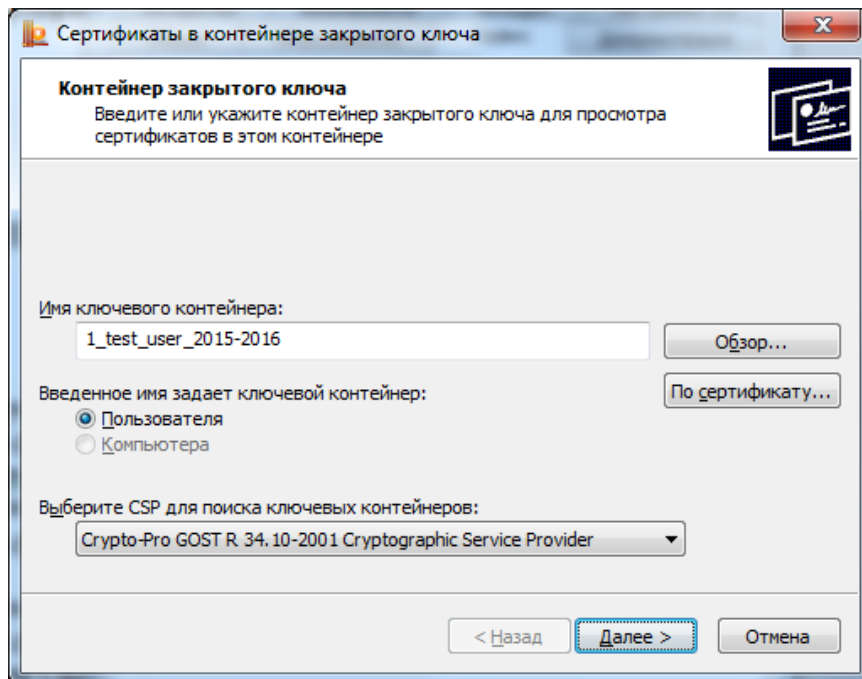 Сертификаты в контейнере закрытого ключа
Контейнер закрытого ключа
Введите или укажите контейнер закрытого ключа для просмотра
сертификатов в этом контейнере
Имя ключевого контейнера:
1_test_user_2015-2016
Обзор...
Введенное имя задает ключевой контейнер:
По сертификату...
Пользователя
Компьютера
Выберите CSP для поиска ключевых контейнеров:
Crypto-Pro GOST R 34.10-2001 Cryptographic Service Provider
< Назад
Далее >
Отмена